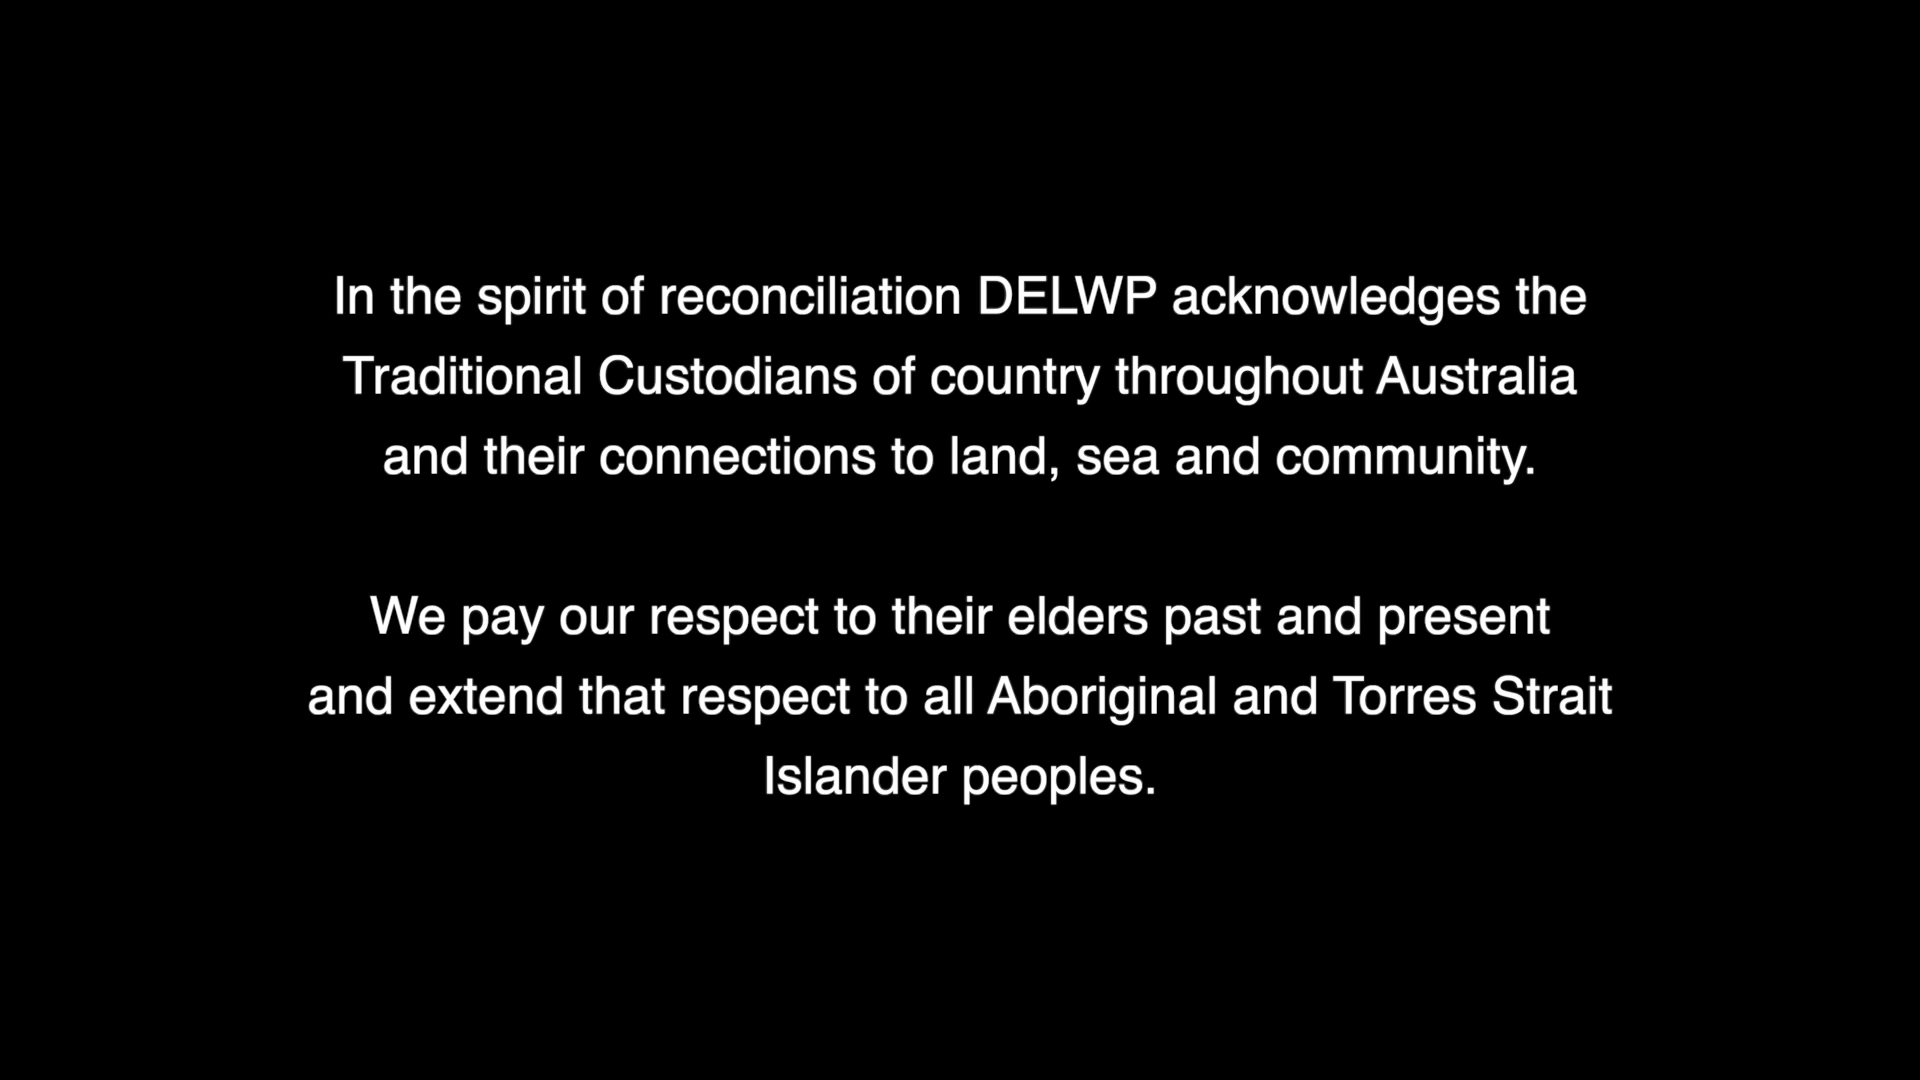 In the spirit of reconciliation DELWP acknowledges the
Traditional Custodians of country throughout Australia
and their connections to land, sea and community.
We pay our respect to their elders past and present
and extend that respect to all Aboriginal and Torres Strait
Islander peoples.